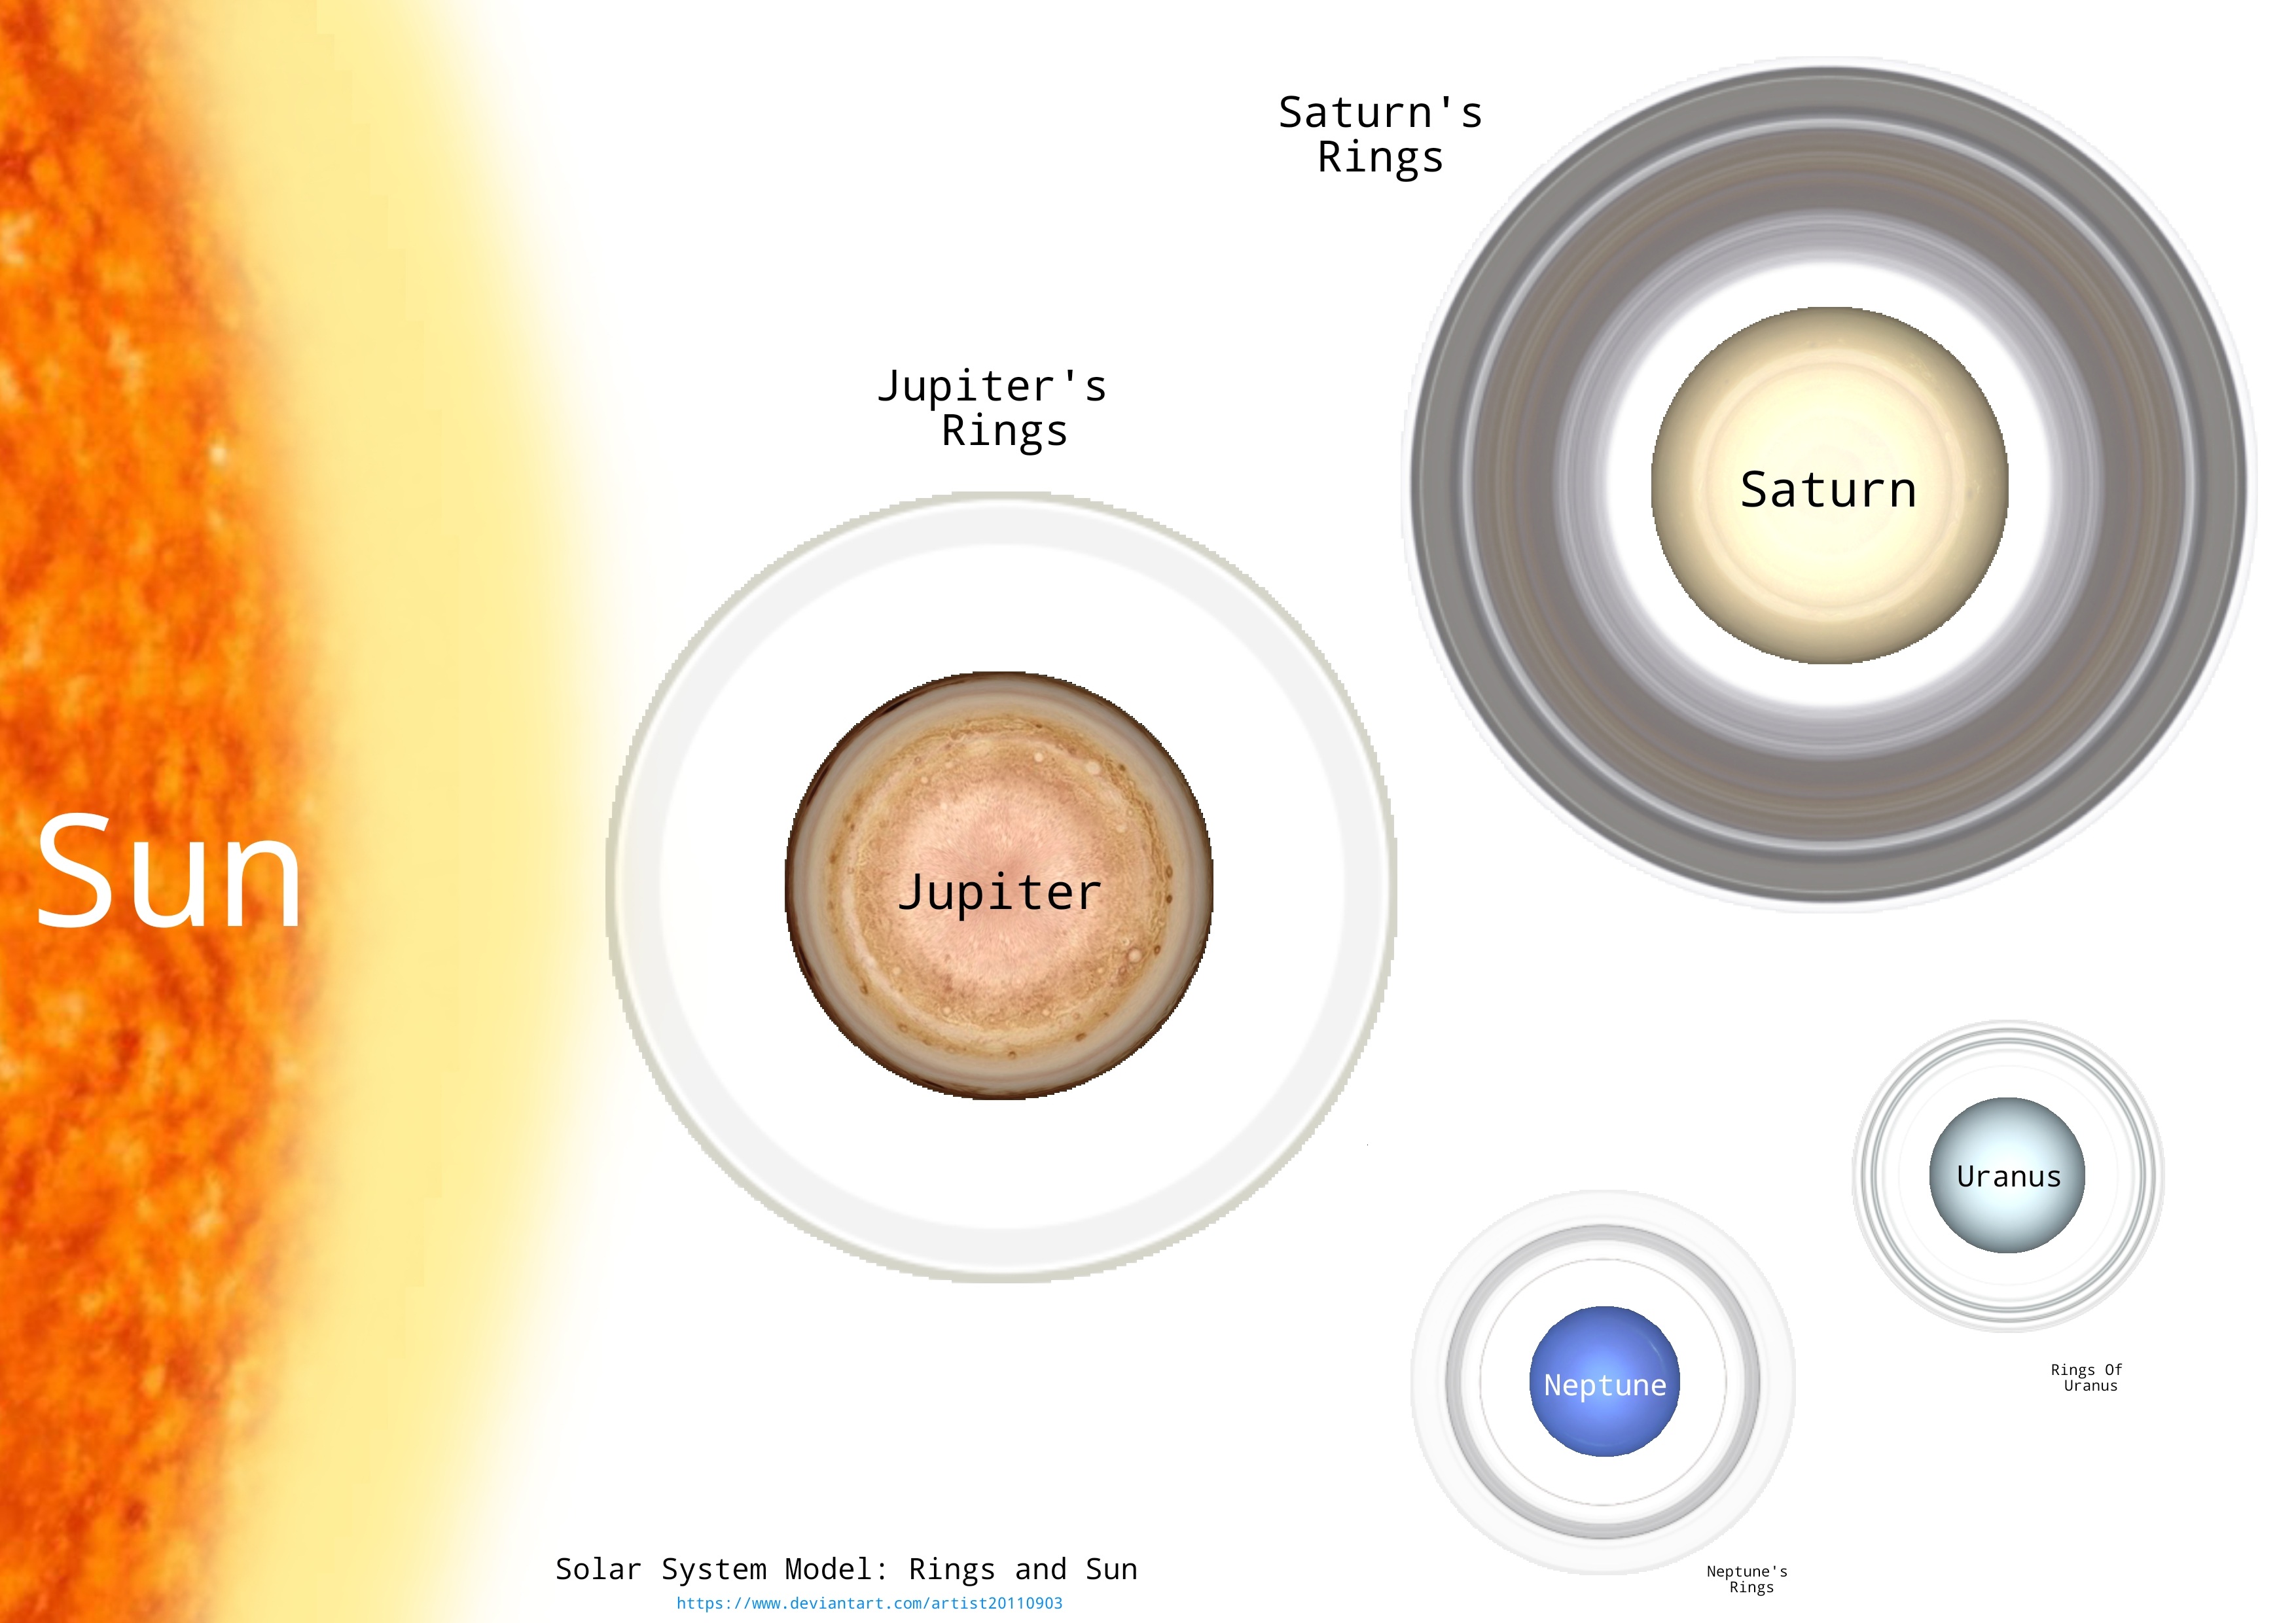 Saturn's
Rings
Jupiter's
Rings
Saturn
Sun
Jupiter
Uranus
Neptune
Rings Of
Uranus
Neptune's
Rings
Solar System Model: Rings and Sun
https://www.deviantart.com/artist20110903